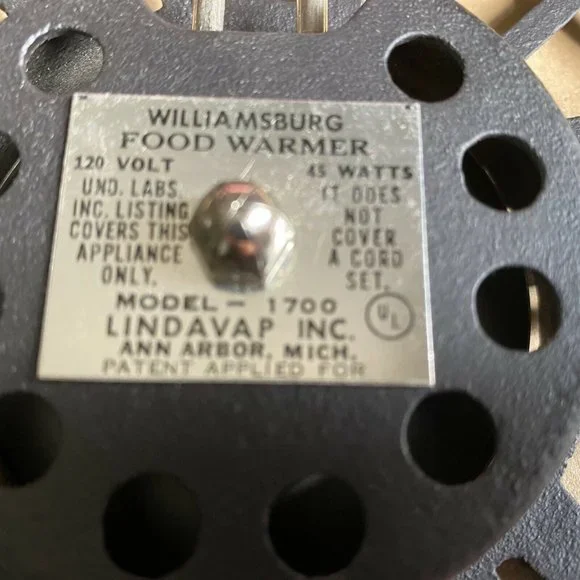 WILLIAMSBURG
FOOD WARMER
120 VOLT 45 WATTS
UND. LABS. IT DOES
INC. LISTING NOT
COVERS THIS COVER
APPLIANCE A CORD
ONLY. SET.
MODEL - 1700
LINDAVAP INC. UL
ANN ARBOR, MICH.
PATENT APPLIED FOR